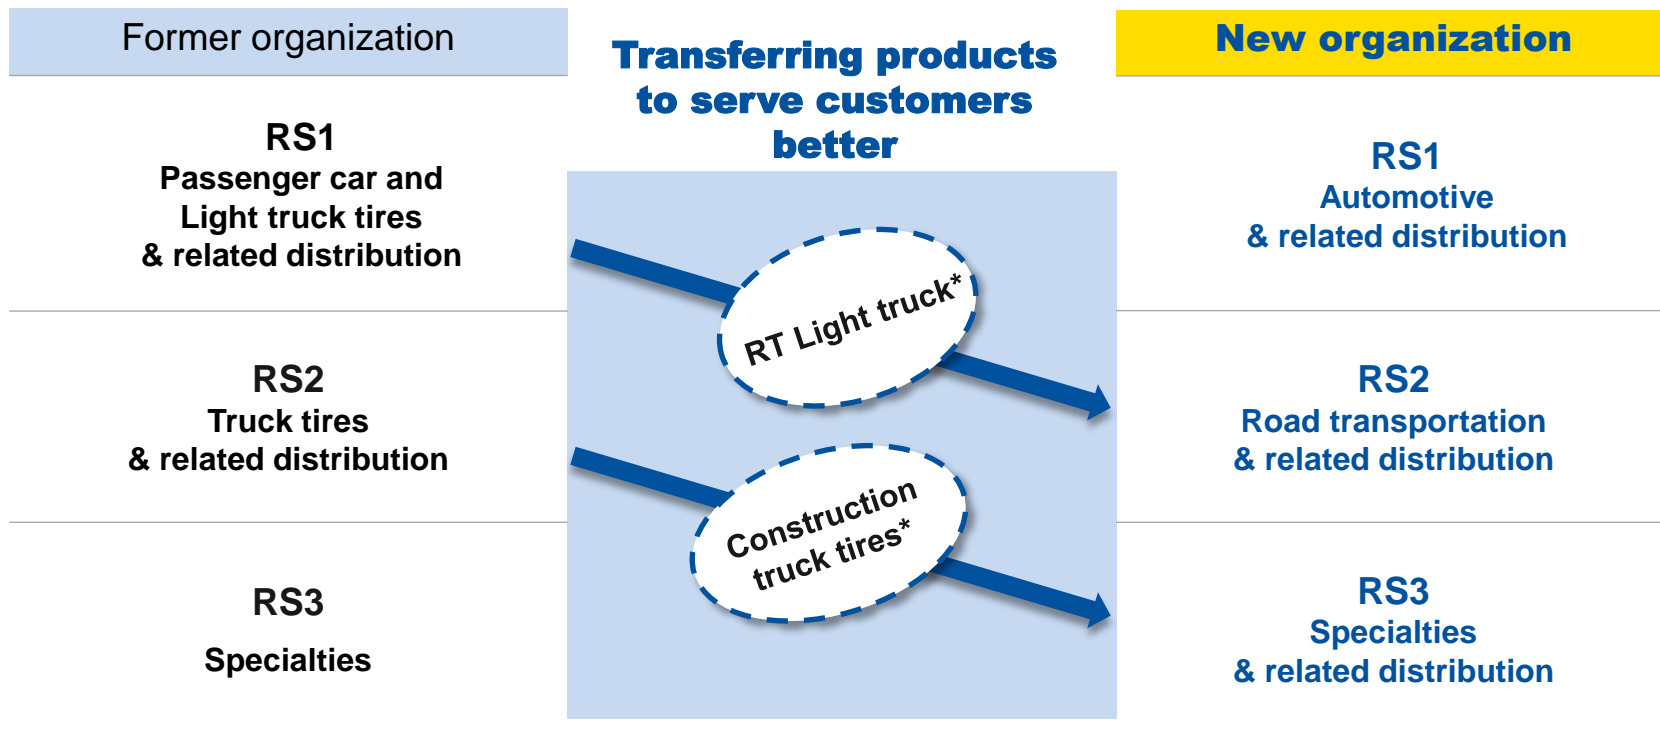 Former organization
RS1
Passenger car and
Light truck tires
& related distribution
RS2
Truck tires
& related distribution
RS3
Specialties
Transferring products
to serve customers
better
RT Light truck*
Construction
truck tires*
New organization
RS1
Automotive
& related distribution
RS2
Road transportation
& related distribution
RS3
Specialties
& related distribution